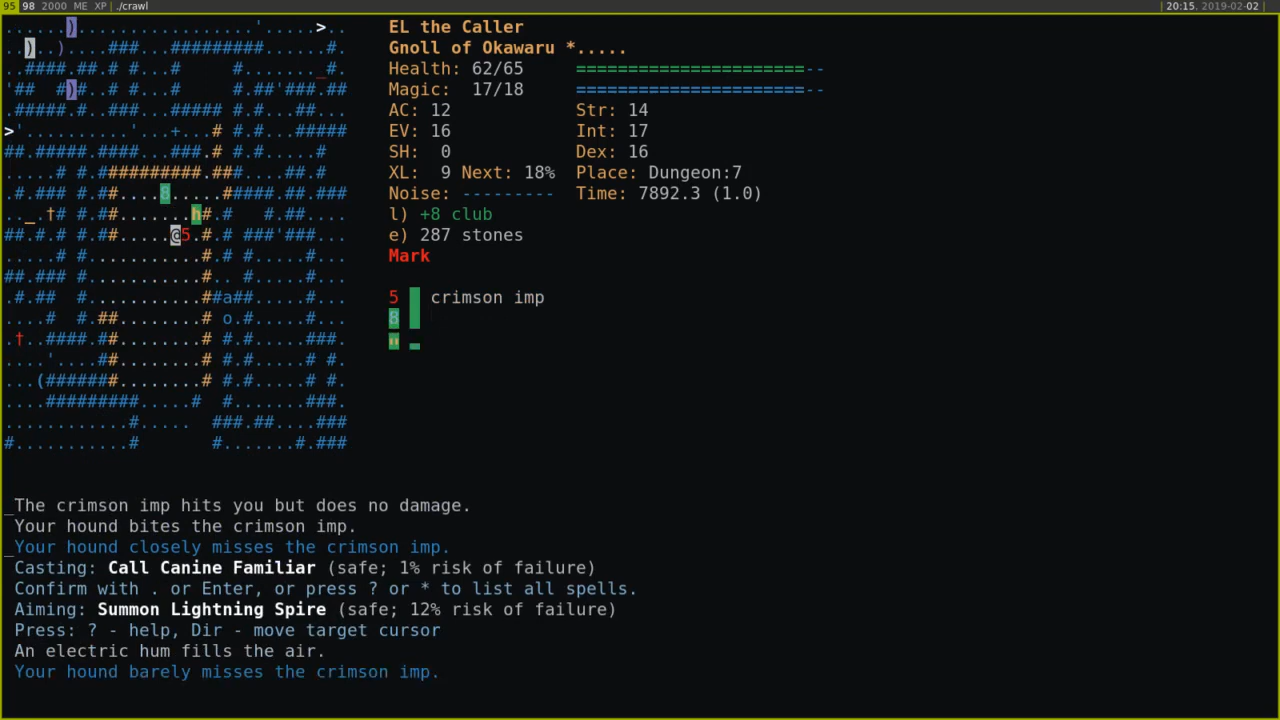 95 98 2000 ME XP ./crawl 20:15. 2019-02-02
EL the Caller
Gnoll of Okawaru *.....
Health: 62/65 ======================--
Magic: 17/18 ======================--
AC: 12 Str: 14
EV: 16 Int: 17
SH: 0 Dex: 16
XL: 9 Next: 18% Place: Dungeon:7
Noise: --------- Time: 7892.3 (1.0)
l) +8 club
e) 287 stones
Mark
5 crimson imp
8
_The crimson imp hits you but does no damage.
Your hound bites the crimson imp.
_Your hound closely misses the crimson imp.
Casting: Call Canine Familiar (safe; 1% risk of failure)
Confirm with . or Enter, or press ? or * to list all spells.
Aiming: Summon Lightning Spire (safe; 12% risk of failure)
Press: ? - help, Dir - move target cursor
An electric hum fills the air.
Your hound barely misses the crimson imp.